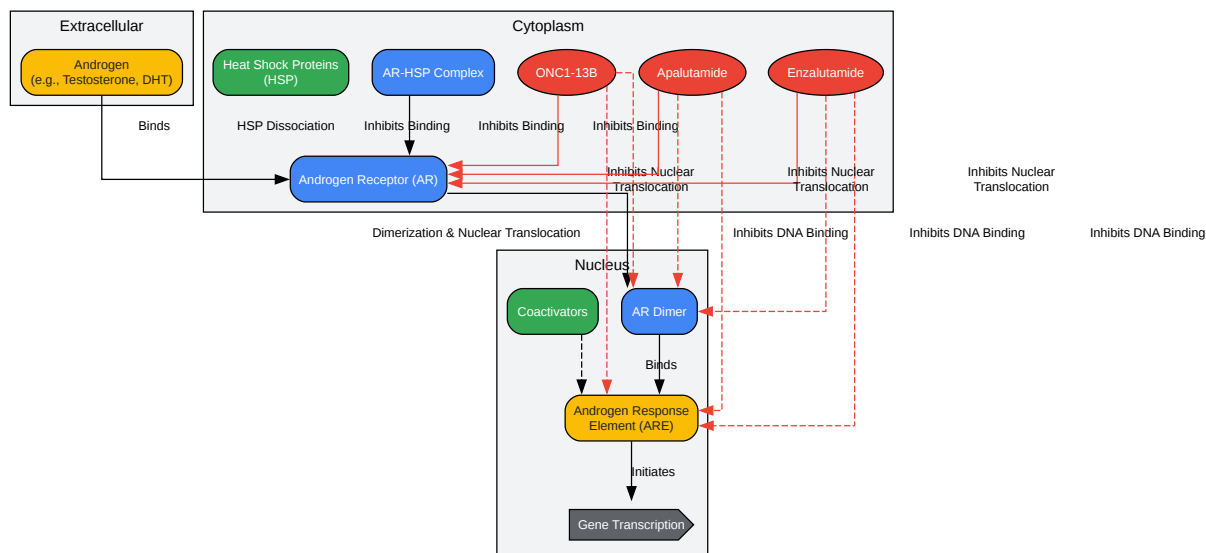 Extracellular
Cytoplasm
Androgen
(e.g., Testosterone, DHT)
Heat Shock Proteins
(HSP)
AR-HSP Complex
ONC1-13B
Apalutamide
Enzalutamide
Binds
HSP Dissociation
Inhibits Binding
Inhibits Binding
Inhibits Binding
Androgen Receptor (AR)
Inhibits Nuclear
Translocation
Inhibits Nuclear
Translocation
Inhibits Nuclear
Translocation
Dimerization & Nuclear Translocation
Inhibits DNA Binding
Inhibits DNA Binding
Inhibits DNA Binding
Nucleus
Coactivators
AR Dimer
Binds
Androgen Response
Element (ARE)
Initiates
Gene Transcription